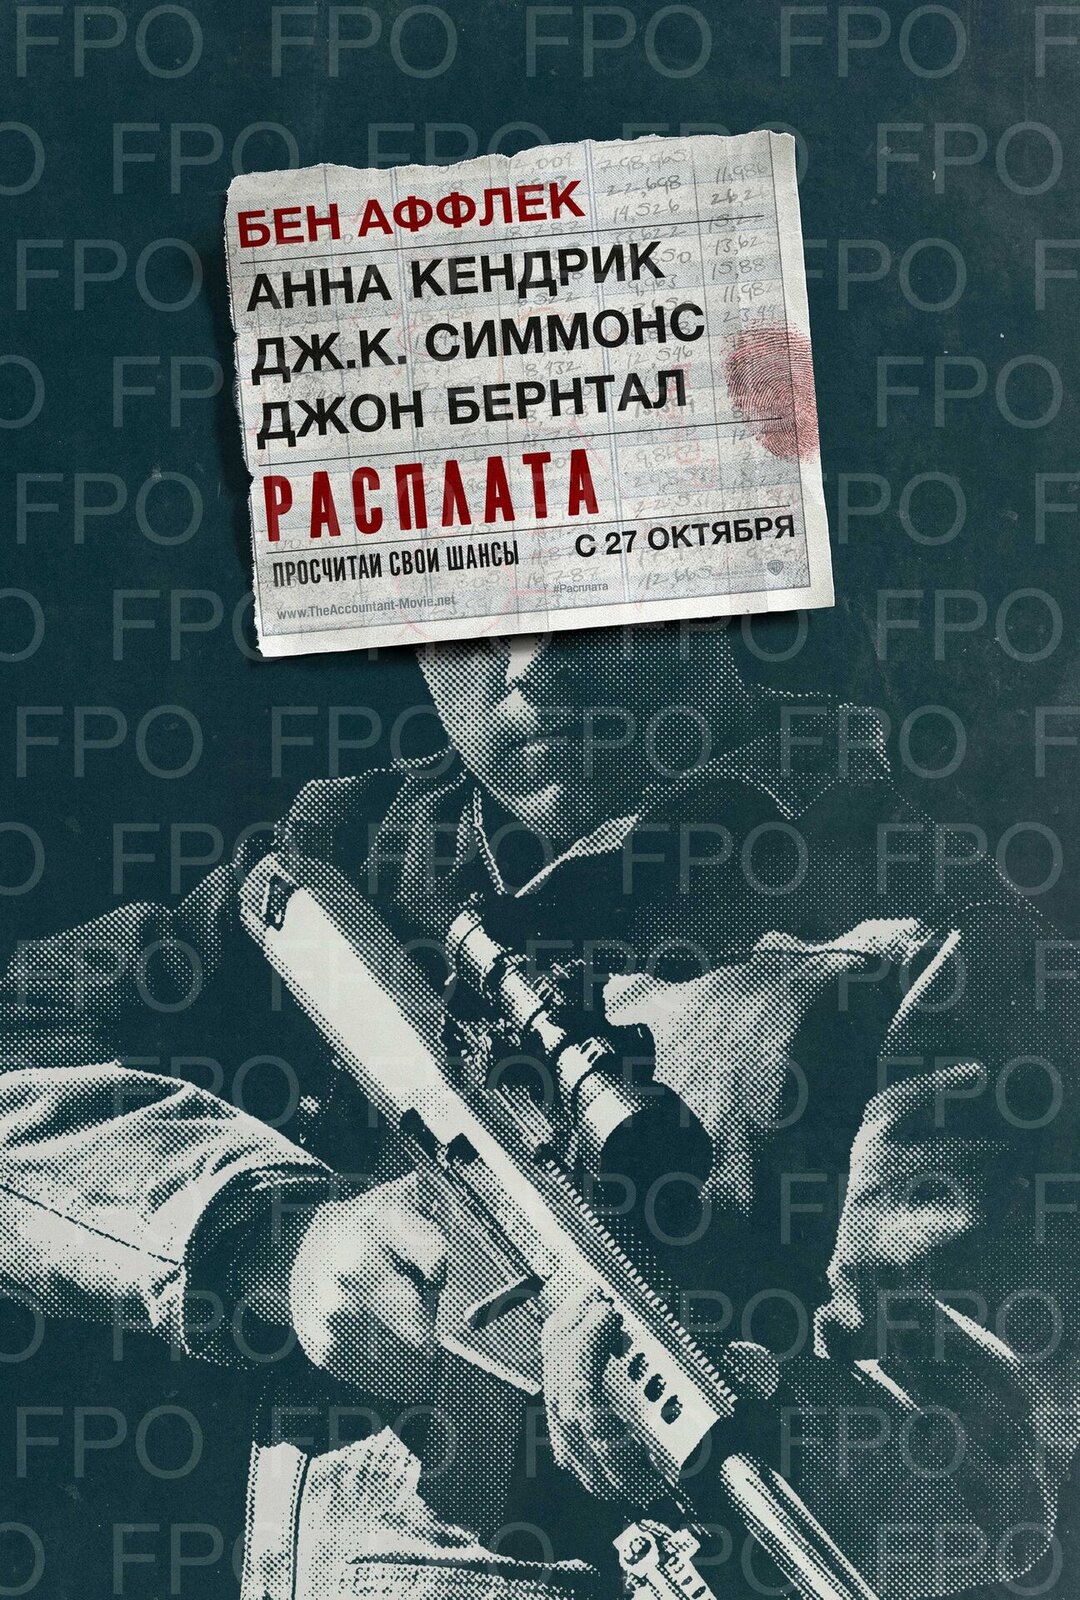 FPO
БЕН АФФЛЕК
АННА КЕНДРИК
ДЖ.К. СИММОНС
ДЖОН БЕРНТАЛ
РАСПЛАТА
ПРОСЧИТАЙ СВОИ ШАНСЫ
С 27 ОКТЯБРЯ
#Расплата
www.TheAccountant-Movie.net